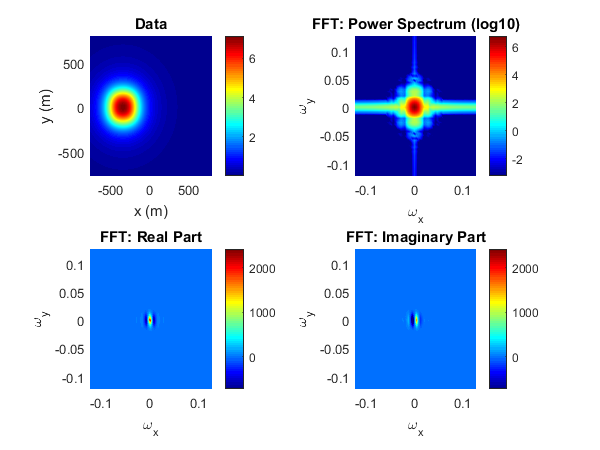 Data
500
0
-500
y (m)
-500 0 500
x (m)
6
4
2
FFT: Power Spectrum (log10)
0.1
0.05
0
-0.05
-0.1
ω_y
-0.1 0 0.1
ω_x
6
4
2
0
-2
FFT: Real Part
0.1
0.05
0
-0.05
-0.1
ω_y
-0.1 0 0.1
ω_x
2000
1000
0
FFT: Imaginary Part
0.1
0.05
0
-0.05
-0.1
ω_y
-0.1 0 0.1
ω_x
2000
1000
0